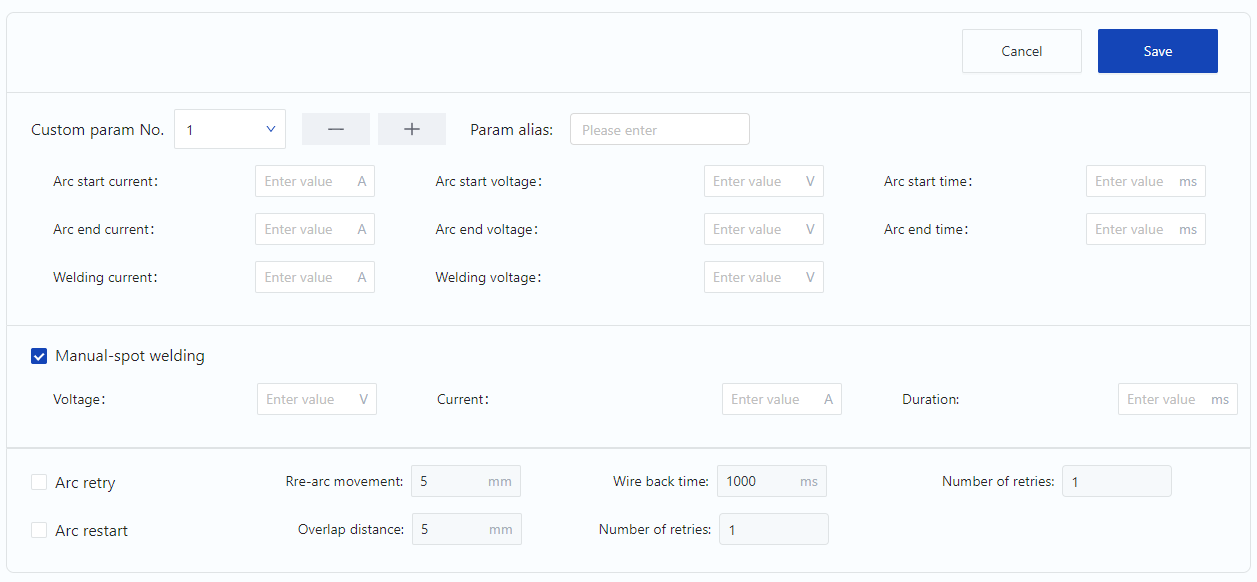 Cancel Save
Custom param No. 1 — + Param alias: Please enter
Arc start current: Enter value A Arc start voltage: Enter value V Arc start time: Enter value ms
Arc end current: Enter value A Arc end voltage: Enter value V Arc end time: Enter value ms
Welding current: Enter value A Welding voltage: Enter value V
Manual-spot welding
Voltage: Enter value V Current: Enter value A Duration: Enter value ms
Arc retry Rre-arc movement: 5 mm Wire back time: 1000 ms Number of retries: 1
Arc restart Overlap distance: 5 mm Number of retries: 1